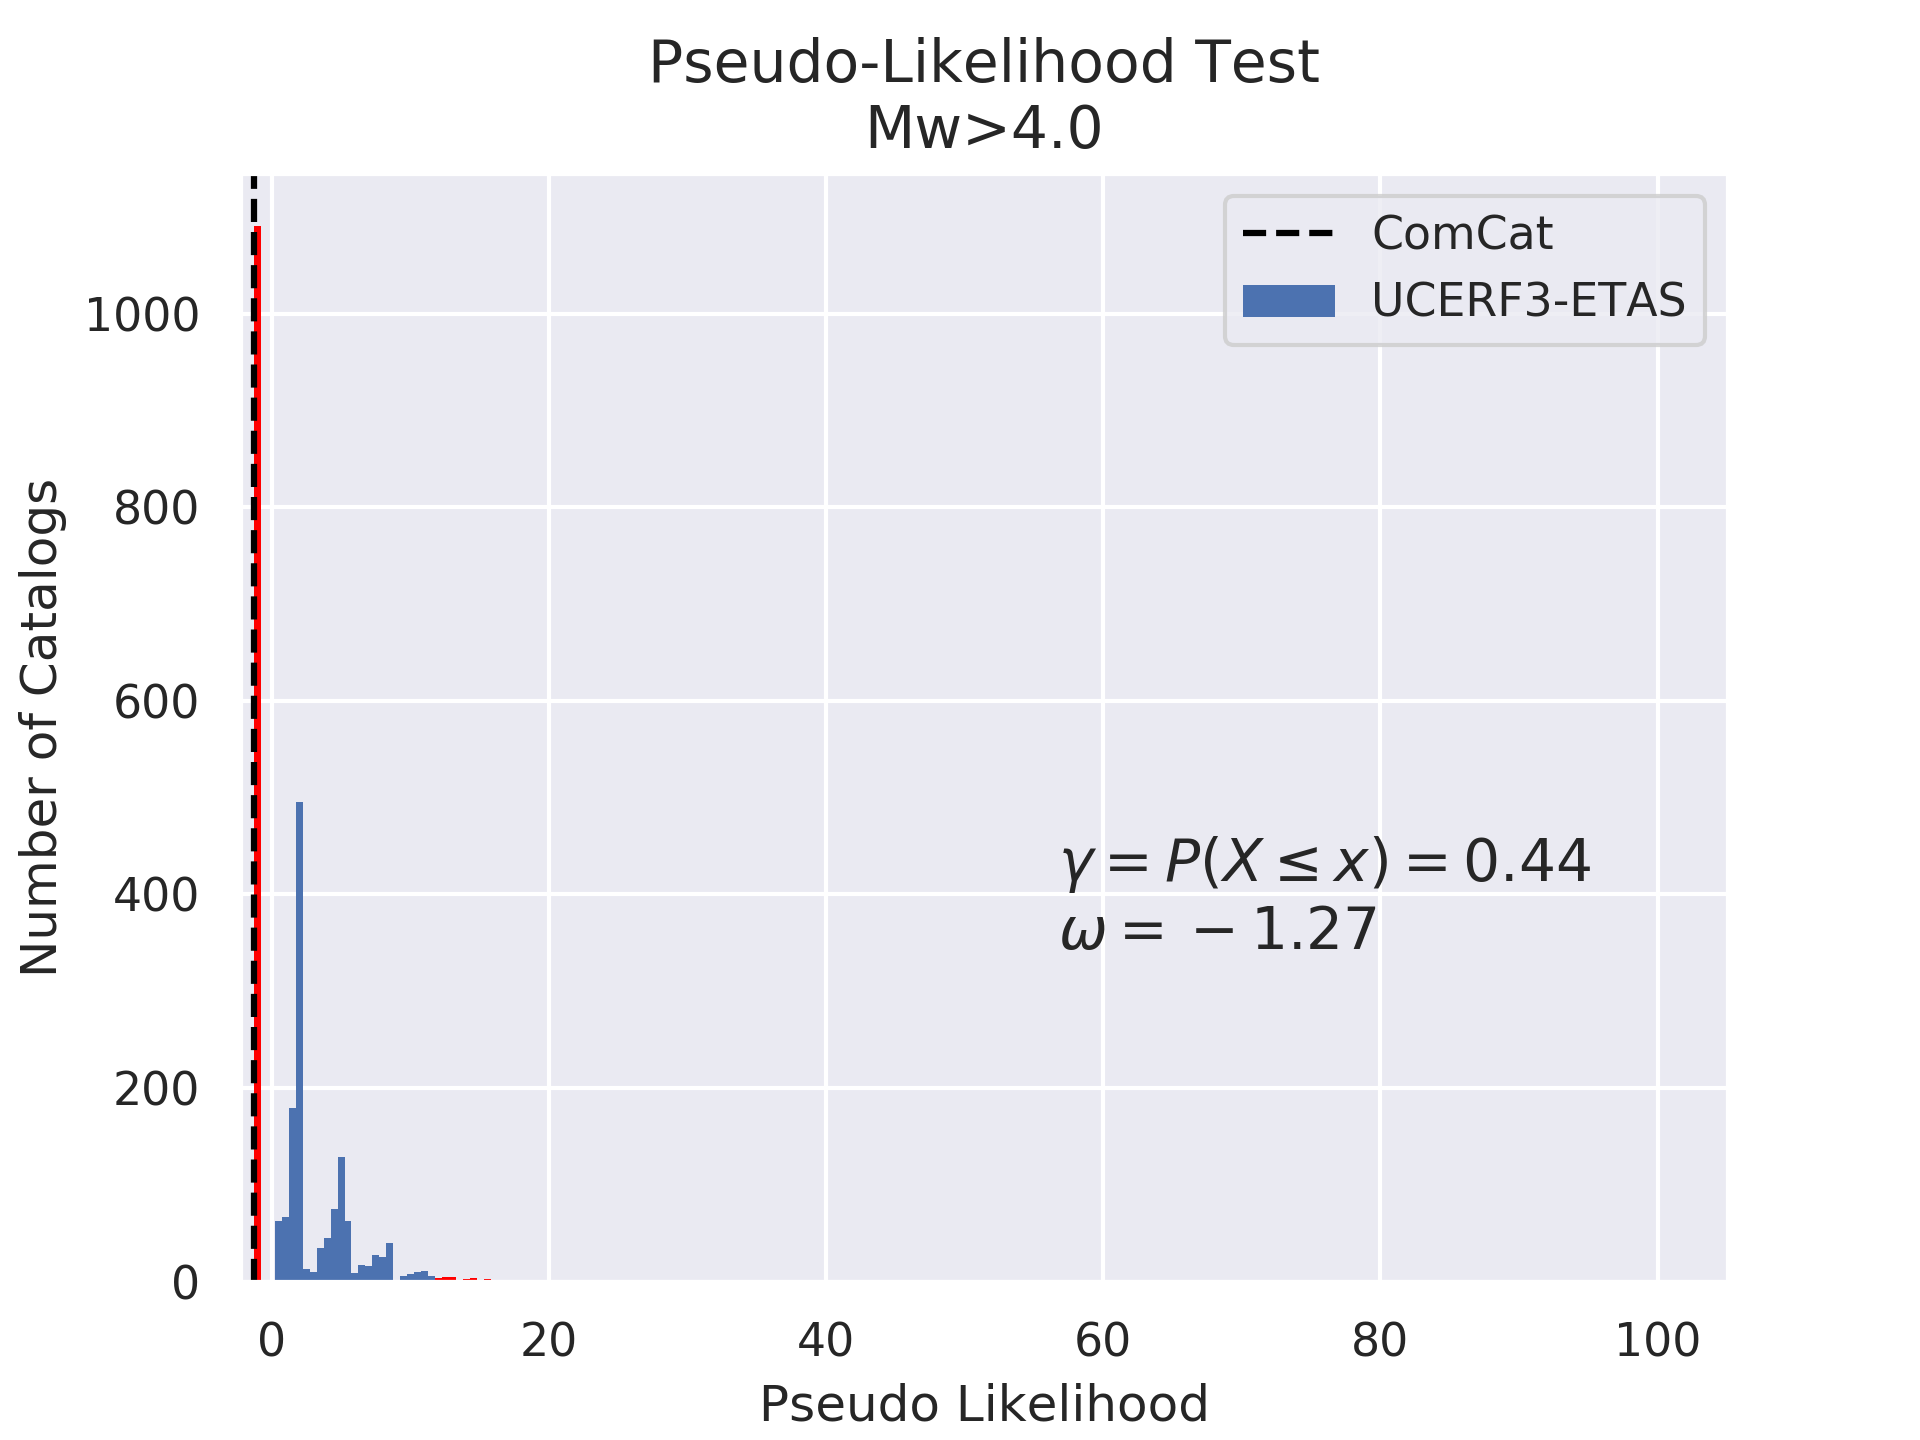 Pseudo-Likelihood Test
Mw>4.0
ComCat
UCERF3-ETAS
1000
800
600
400
200
0
Number of Catalogs
γ = P(X ≤ x) = 0.44
ω = − 1.27
0 20 40 60 80 100
Pseudo Likelihood